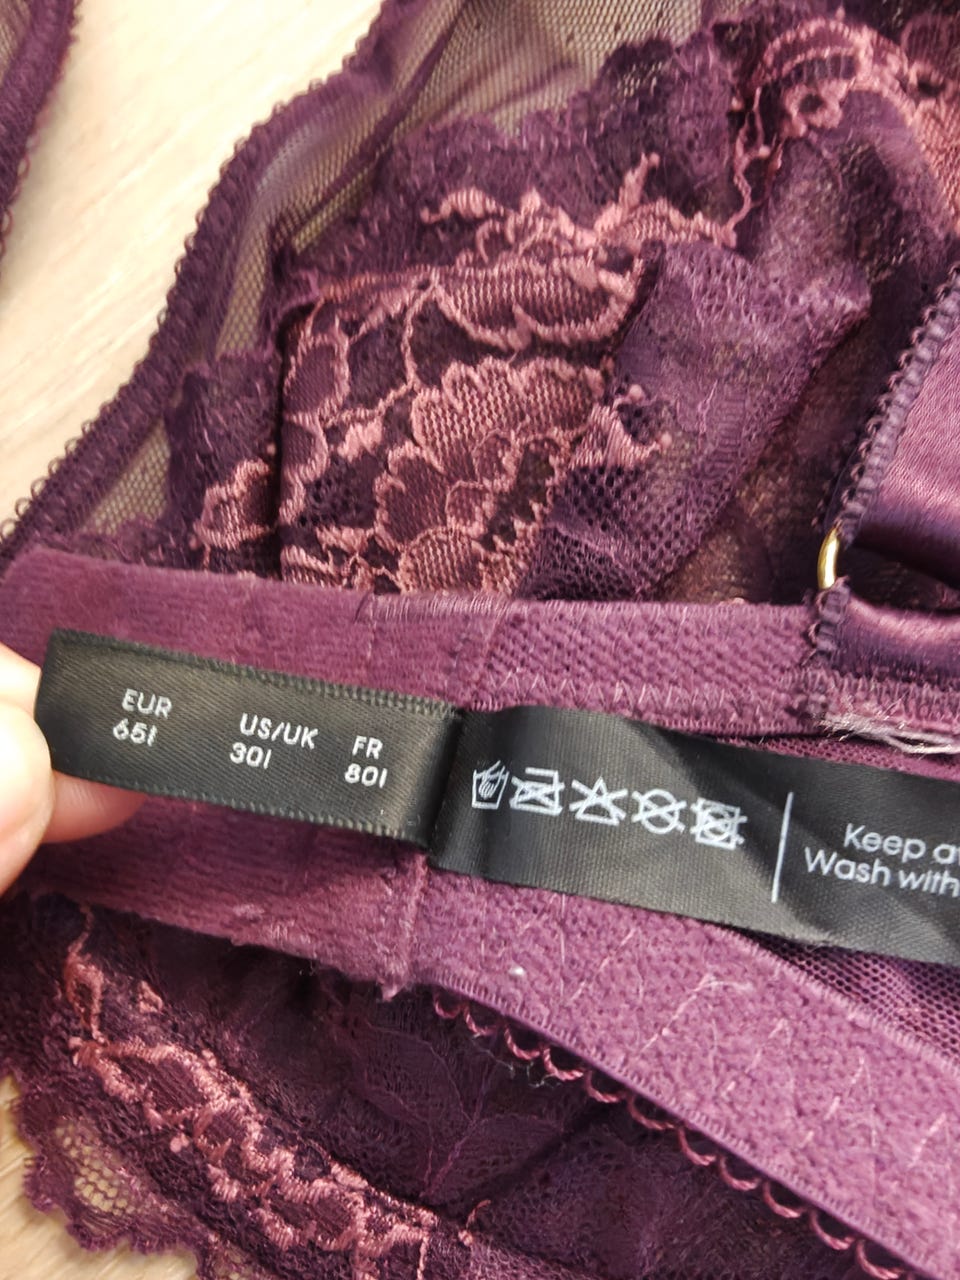 EUR
65I
US/UK
30I
FR
80I
Keep
Wash with